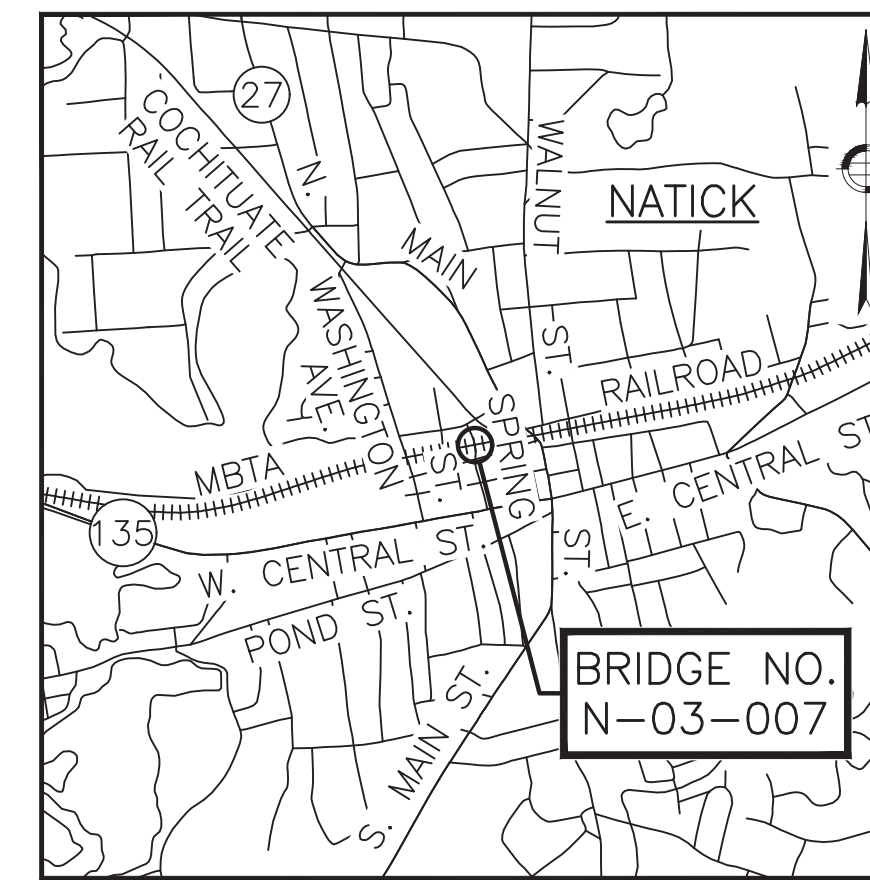 27
COCHITUATE
RAIL TRAIL
N.
MAIN
WALNUT
ST.
NATICK
WASHINGTON
AVE.
ST.
SPRING
ST.
RAILROAD
MBTA
135
W. CENTRAL ST.
E. CENTRAL ST
POND ST.
S. MAIN ST.
BRIDGE NO.
N-03-007